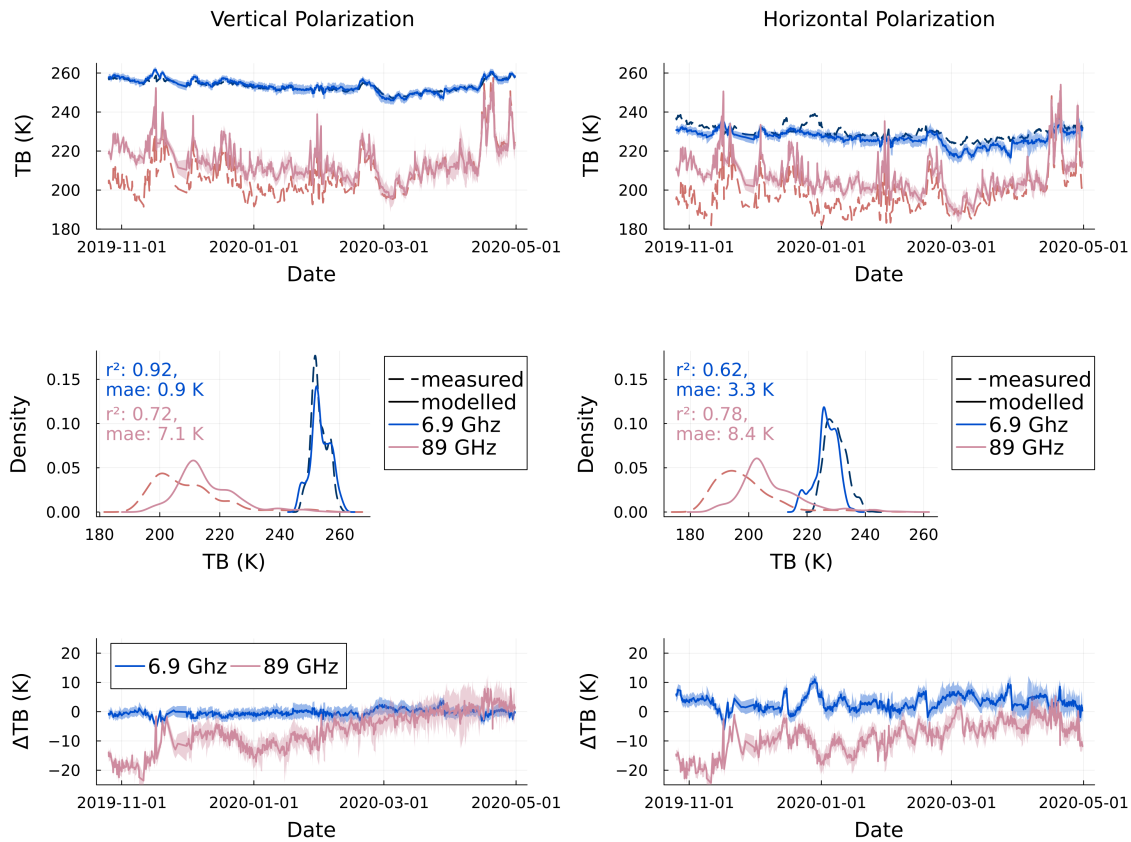 Vertical Polarization
Horizontal Polarization
TB (K)
260
240
220
200
180
2019-11-01
2020-01-01
2020-03-01
2020-05-01
Date
TB (K)
260
240
220
200
180
2019-11-01
2020-01-01
2020-03-01
2020-05-01
Date
Density
0.15
0.10
0.05
0.00
r²: 0.92,
mae: 0.9 K
r²: 0.72,
mae: 7.1 K
measured
modelled
6.9 Ghz
89 GHz
180
200
220
240
260
TB (K)
Density
0.15
0.10
0.05
0.00
r²: 0.62,
mae: 3.3 K
r²: 0.78,
mae: 8.4 K
measured
modelled
6.9 Ghz
89 GHz
180
200
220
240
260
TB (K)
ΔTB (K)
20
10
0
−10
−20
6.9 Ghz 89 GHz
2019-11-01
2020-01-01
2020-03-01
2020-05-01
Date
ΔTB (K)
20
10
0
−10
−20
2019-11-01
2020-01-01
2020-03-01
2020-05-01
Date